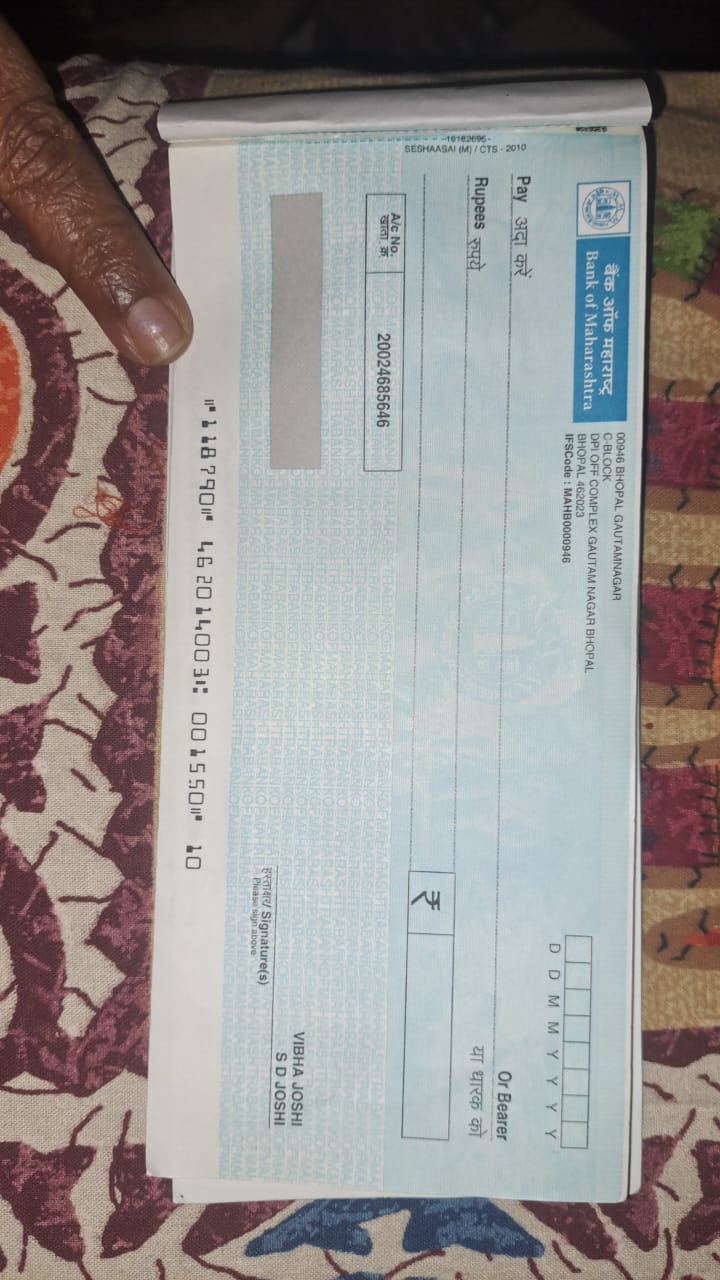 -16182696-
SESHAASAI (M) / CTS - 2010
बैंक ऑफ महाराष्ट्र
Bank of Maharashtra
00946 BHOPAL GAUTAMNAGAR
C-BLOCK
DPI OFF COMPLEX GAUTAM NAGAR BHOPAL
BHOPAL 462023
IFSCode : MAHB0000946
D D M M Y Y Y Y
Pay अदा करें
Or Bearer
या धारक को
Rupees रुपये
₹
A/c No.
खाता क्र.
20024685646
VIBHA JOSHI
S D JOSHI
हस्ताक्षर/ Signature(s)
Please sign above
⑈118790⑈ 462014003⑆ 001550⑈ 10